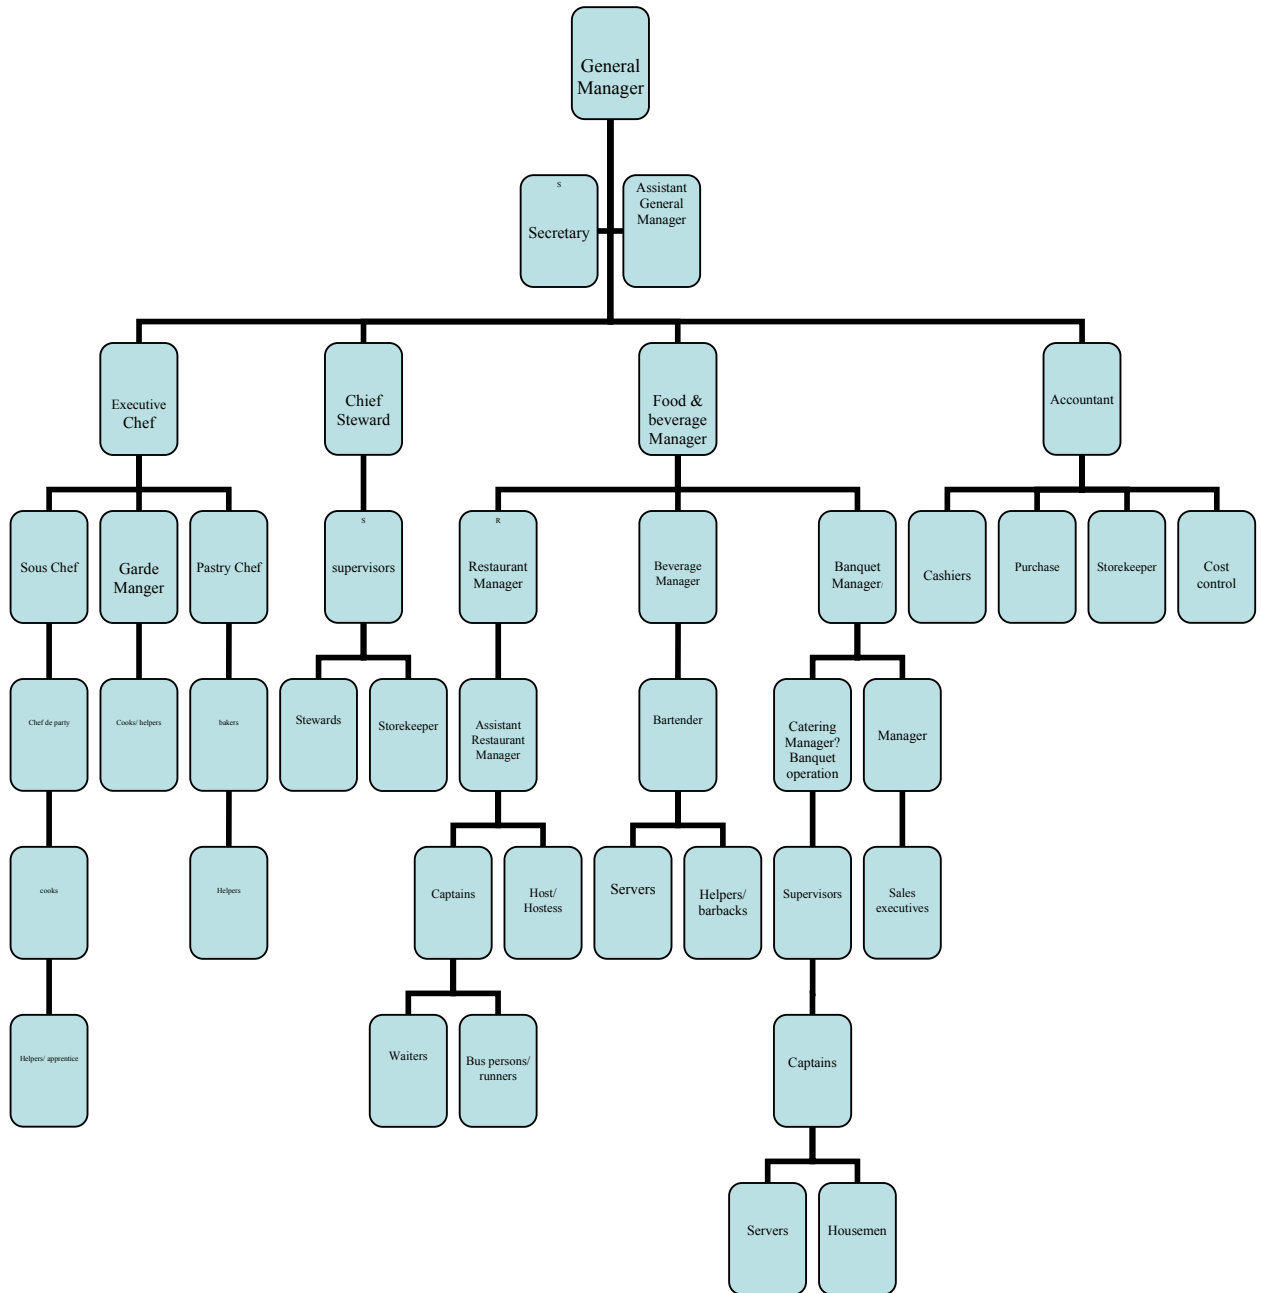 General
Manager
S
Secretary
Assistant
General
Manager
Executive
Chef
Chief
Steward
Food &
beverage
Manager
Accountant
Sous Chef
Garde
Manger
Pastry Chef
S
supervisors
R
Restaurant
Manager
Beverage
Manager
Banquet
Manager/
Cashiers
Purchase
Storekeeper
Cost
control
Chef de party
Cooks/ helpers
bakers
Stewards
Storekeeper
Assistant
Restaurant
Manager
Bartender
Catering
Manager?
Banquet
operation
Manager
cooks
Helpers
Captains
Host/
Hostess
Servers
Helpers/
barbacks
Supervisors
Sales
executives
Helpers/ apprentice
Waiters
Bus persons/
runners
Captains
Servers
Housemen